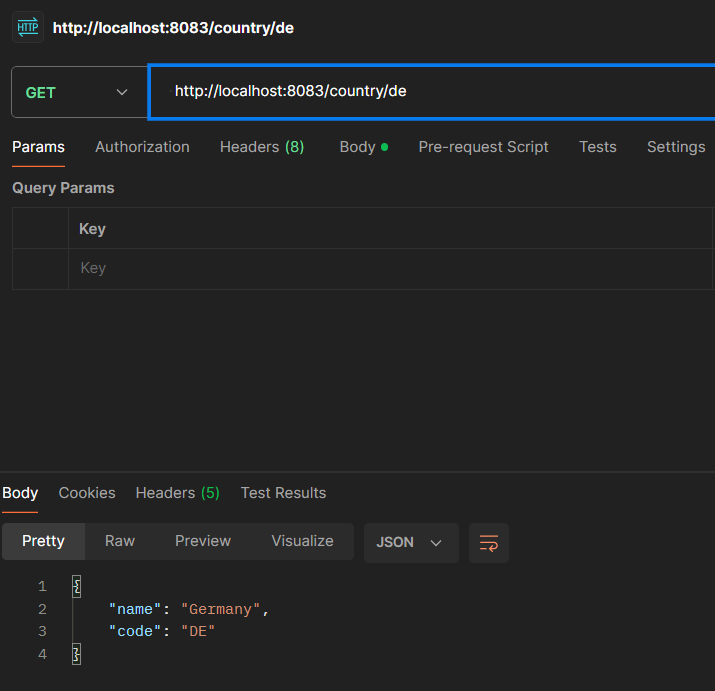 HTTP http://localhost:8083/country/de
GET http://localhost:8083/country/de
Params Authorization Headers (8) Body Pre-request Script Tests Settings
Query Params
Key
Key
Body Cookies Headers (5) Test Results
Pretty Raw Preview Visualize JSON
1 {
2 "name": "Germany",
3 "code": "DE"
4 }